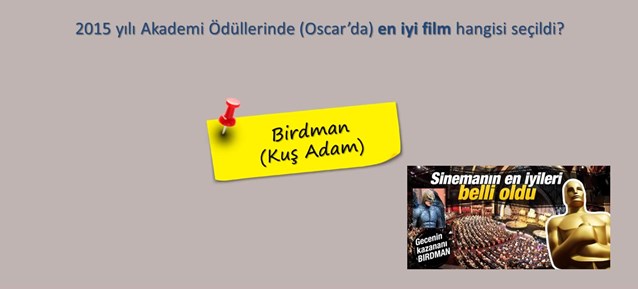 2015 yılı Akademi Ödüllerinde (Oscar’da) en iyi film hangisi seçildi?
Birdman
(Kuş Adam)
Sinemanın en iyileri
belli oldu
Gecenin
kazananı
BIRDMAN